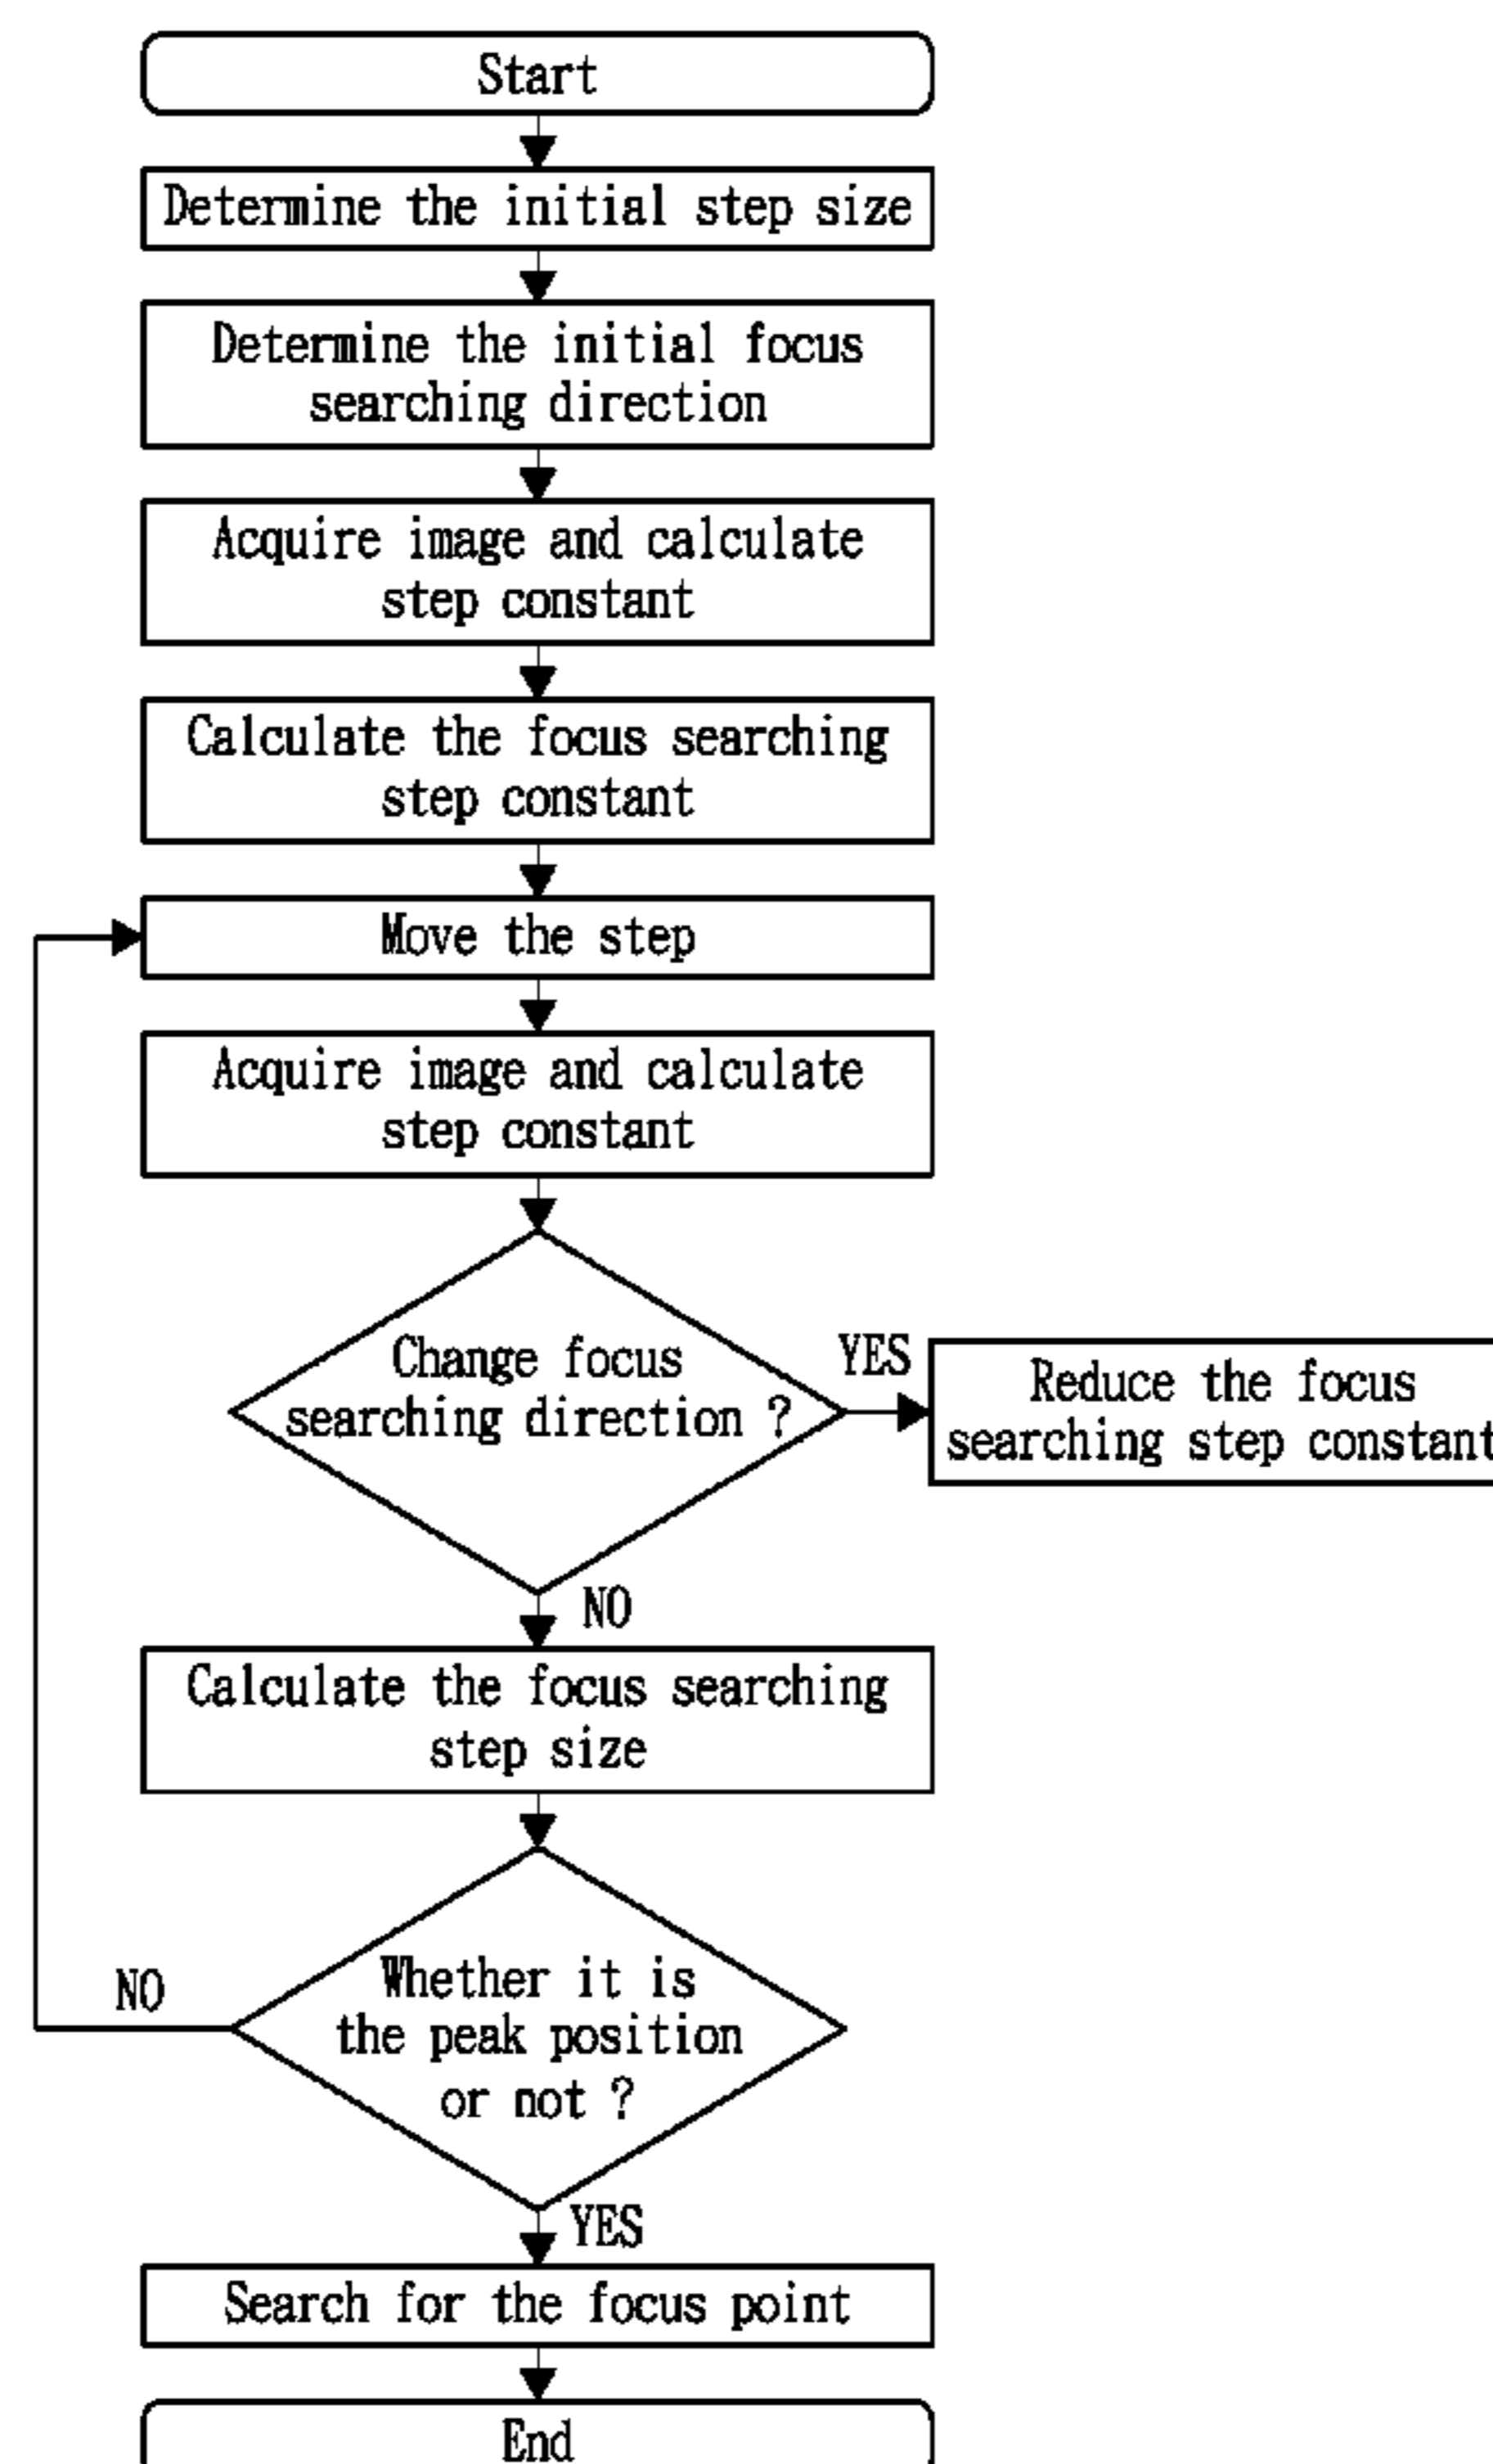 Start
Determine the initial step size
Determine the initial focus
searching direction
Acquire image and calculate
step constant
Calculate the focus searching
step constant
Move the step
Acquire image and calculate
step constant
Change focus
searching direction ?
YES
Reduce the focus
searching step constant
NO
Calculate the focus searching
step size
Whether it is
the peak position
or not ?
NO
YES
Search for the focus point
End